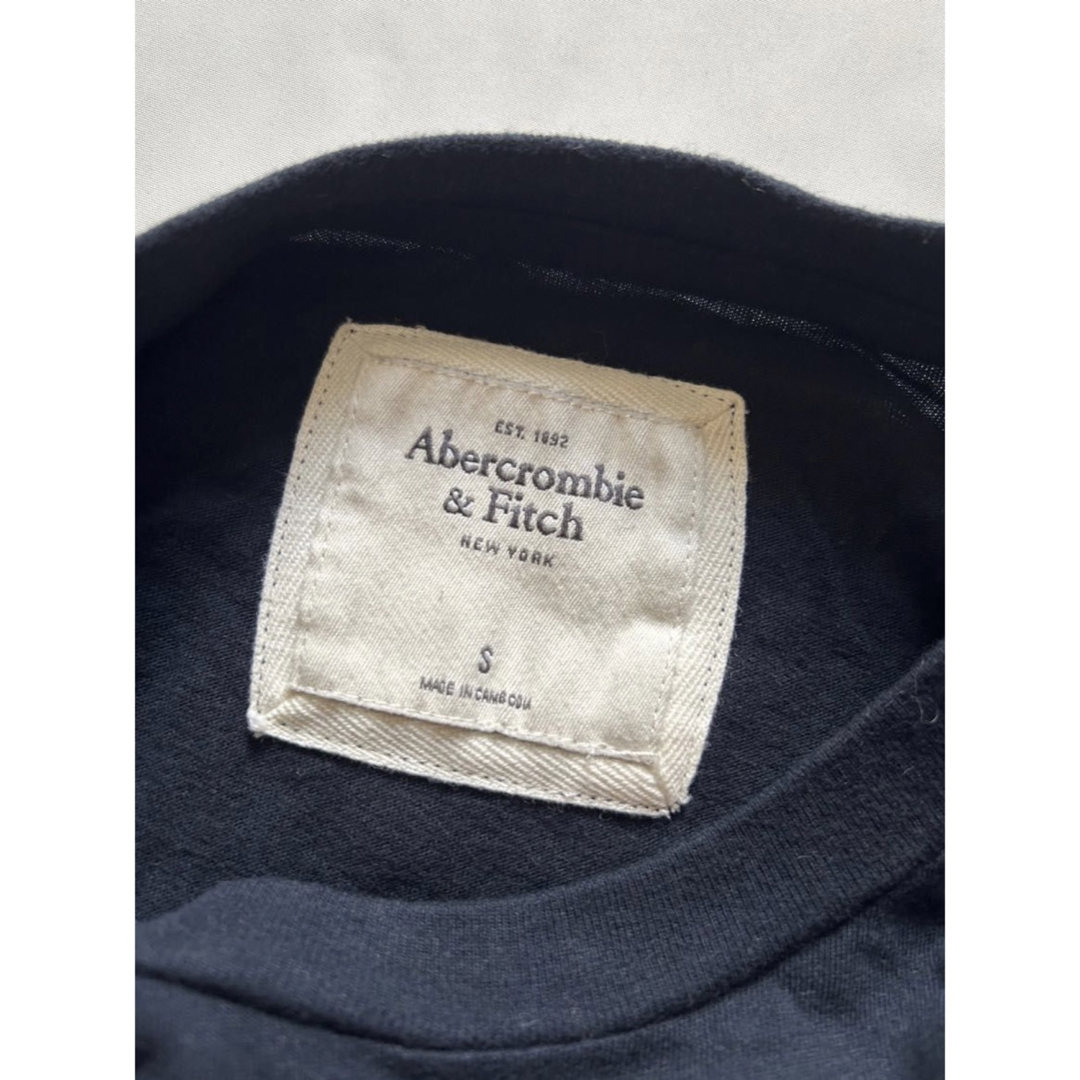 EST. 1892
Abercrombie
& Fitch
NEW YORK
S
MADE IN CAMBODIA